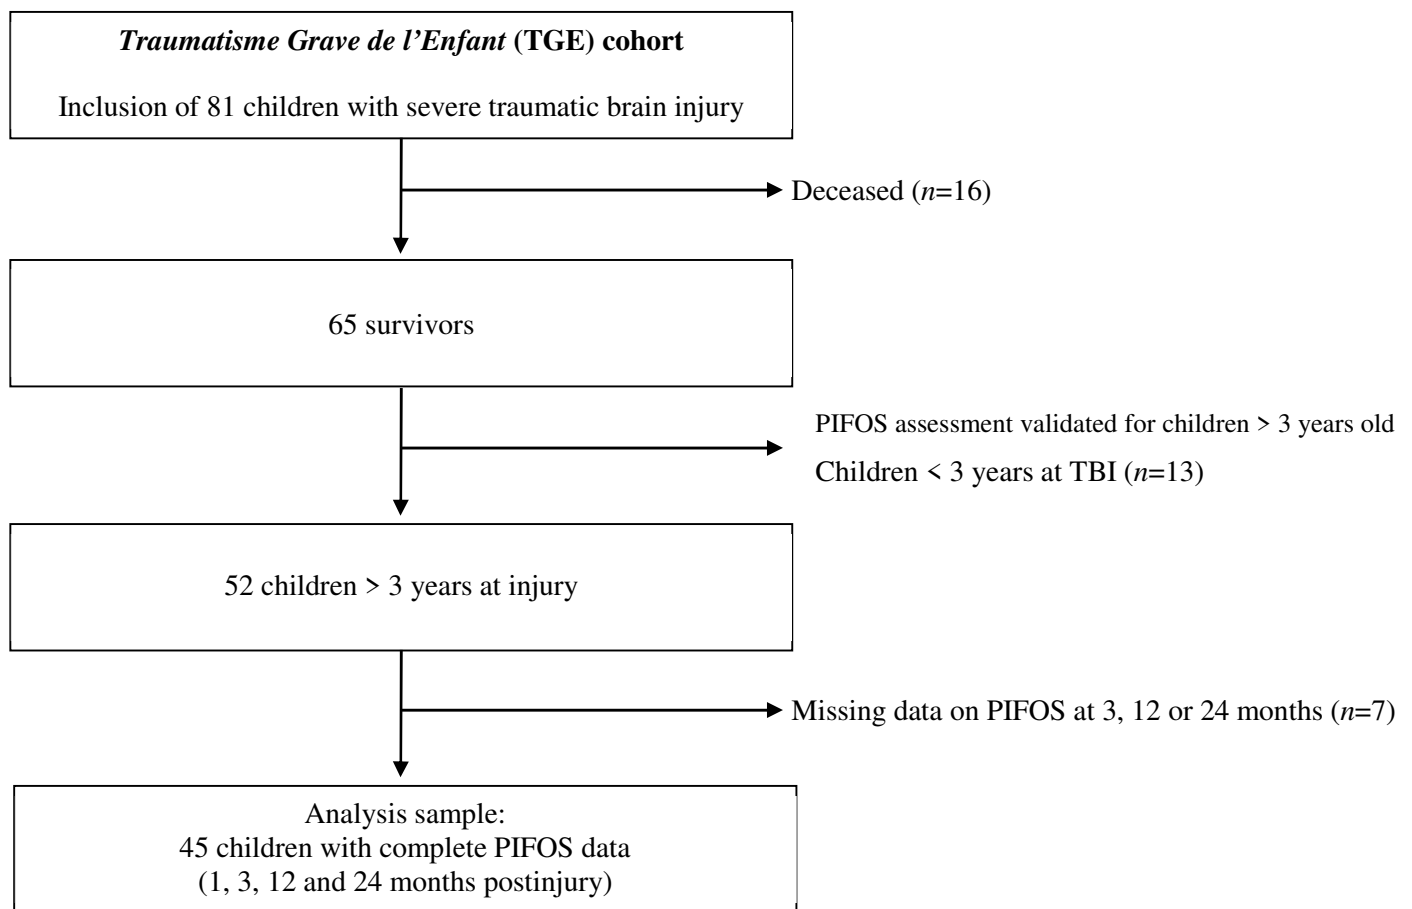 Traumatisme Grave de l’Enfant (TGE) cohort
Inclusion of 81 children with severe traumatic brain injury
Deceased (n=16)
65 survivors
PIFOS assessment validated for children > 3 years old
Children < 3 years at TBI (n=13)
52 children > 3 years at injury
Missing data on PIFOS at 3, 12 or 24 months (n=7)
Analysis sample:
45 children with complete PIFOS data
(1, 3, 12 and 24 months postinjury)